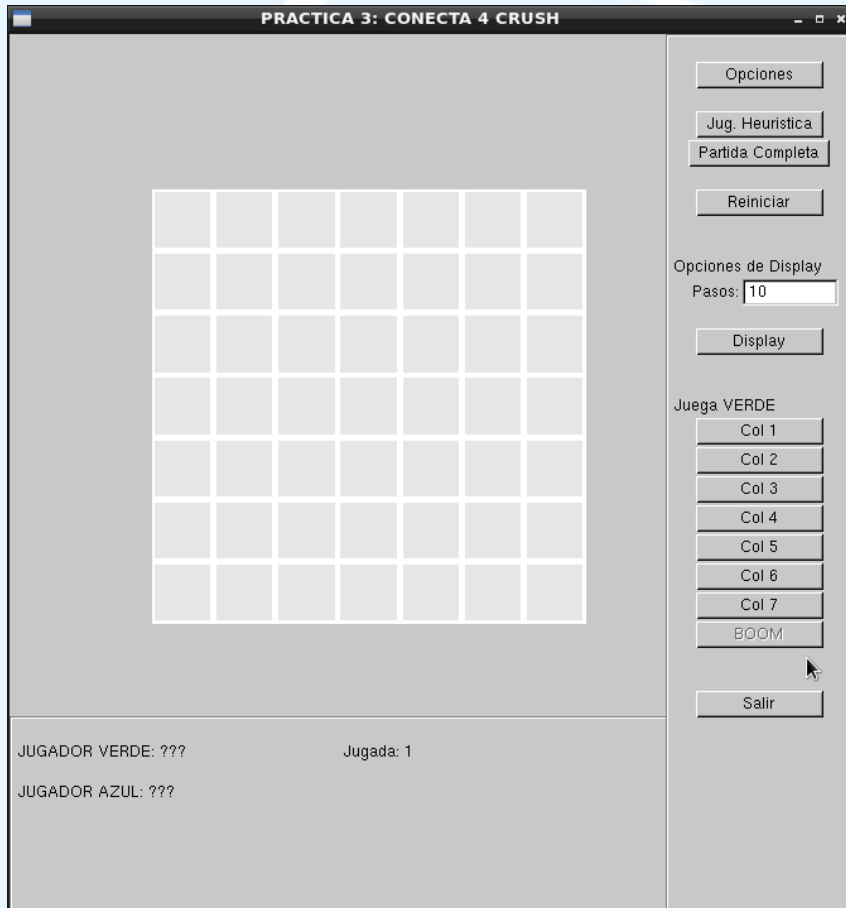 PRACTICA 3: CONECTA 4 CRUSH
Opciones
Jug. Heuristica
Partida Completa
Reiniciar
Opciones de Display
Pasos: 10
Display
Juega VERDE
Col 1
Col 2
Col 3
Col 4
Col 5
Col 6
Col 7
BOOM
Salir
JUGADOR VERDE: ??? Jugada: 1
JUGADOR AZUL: ???